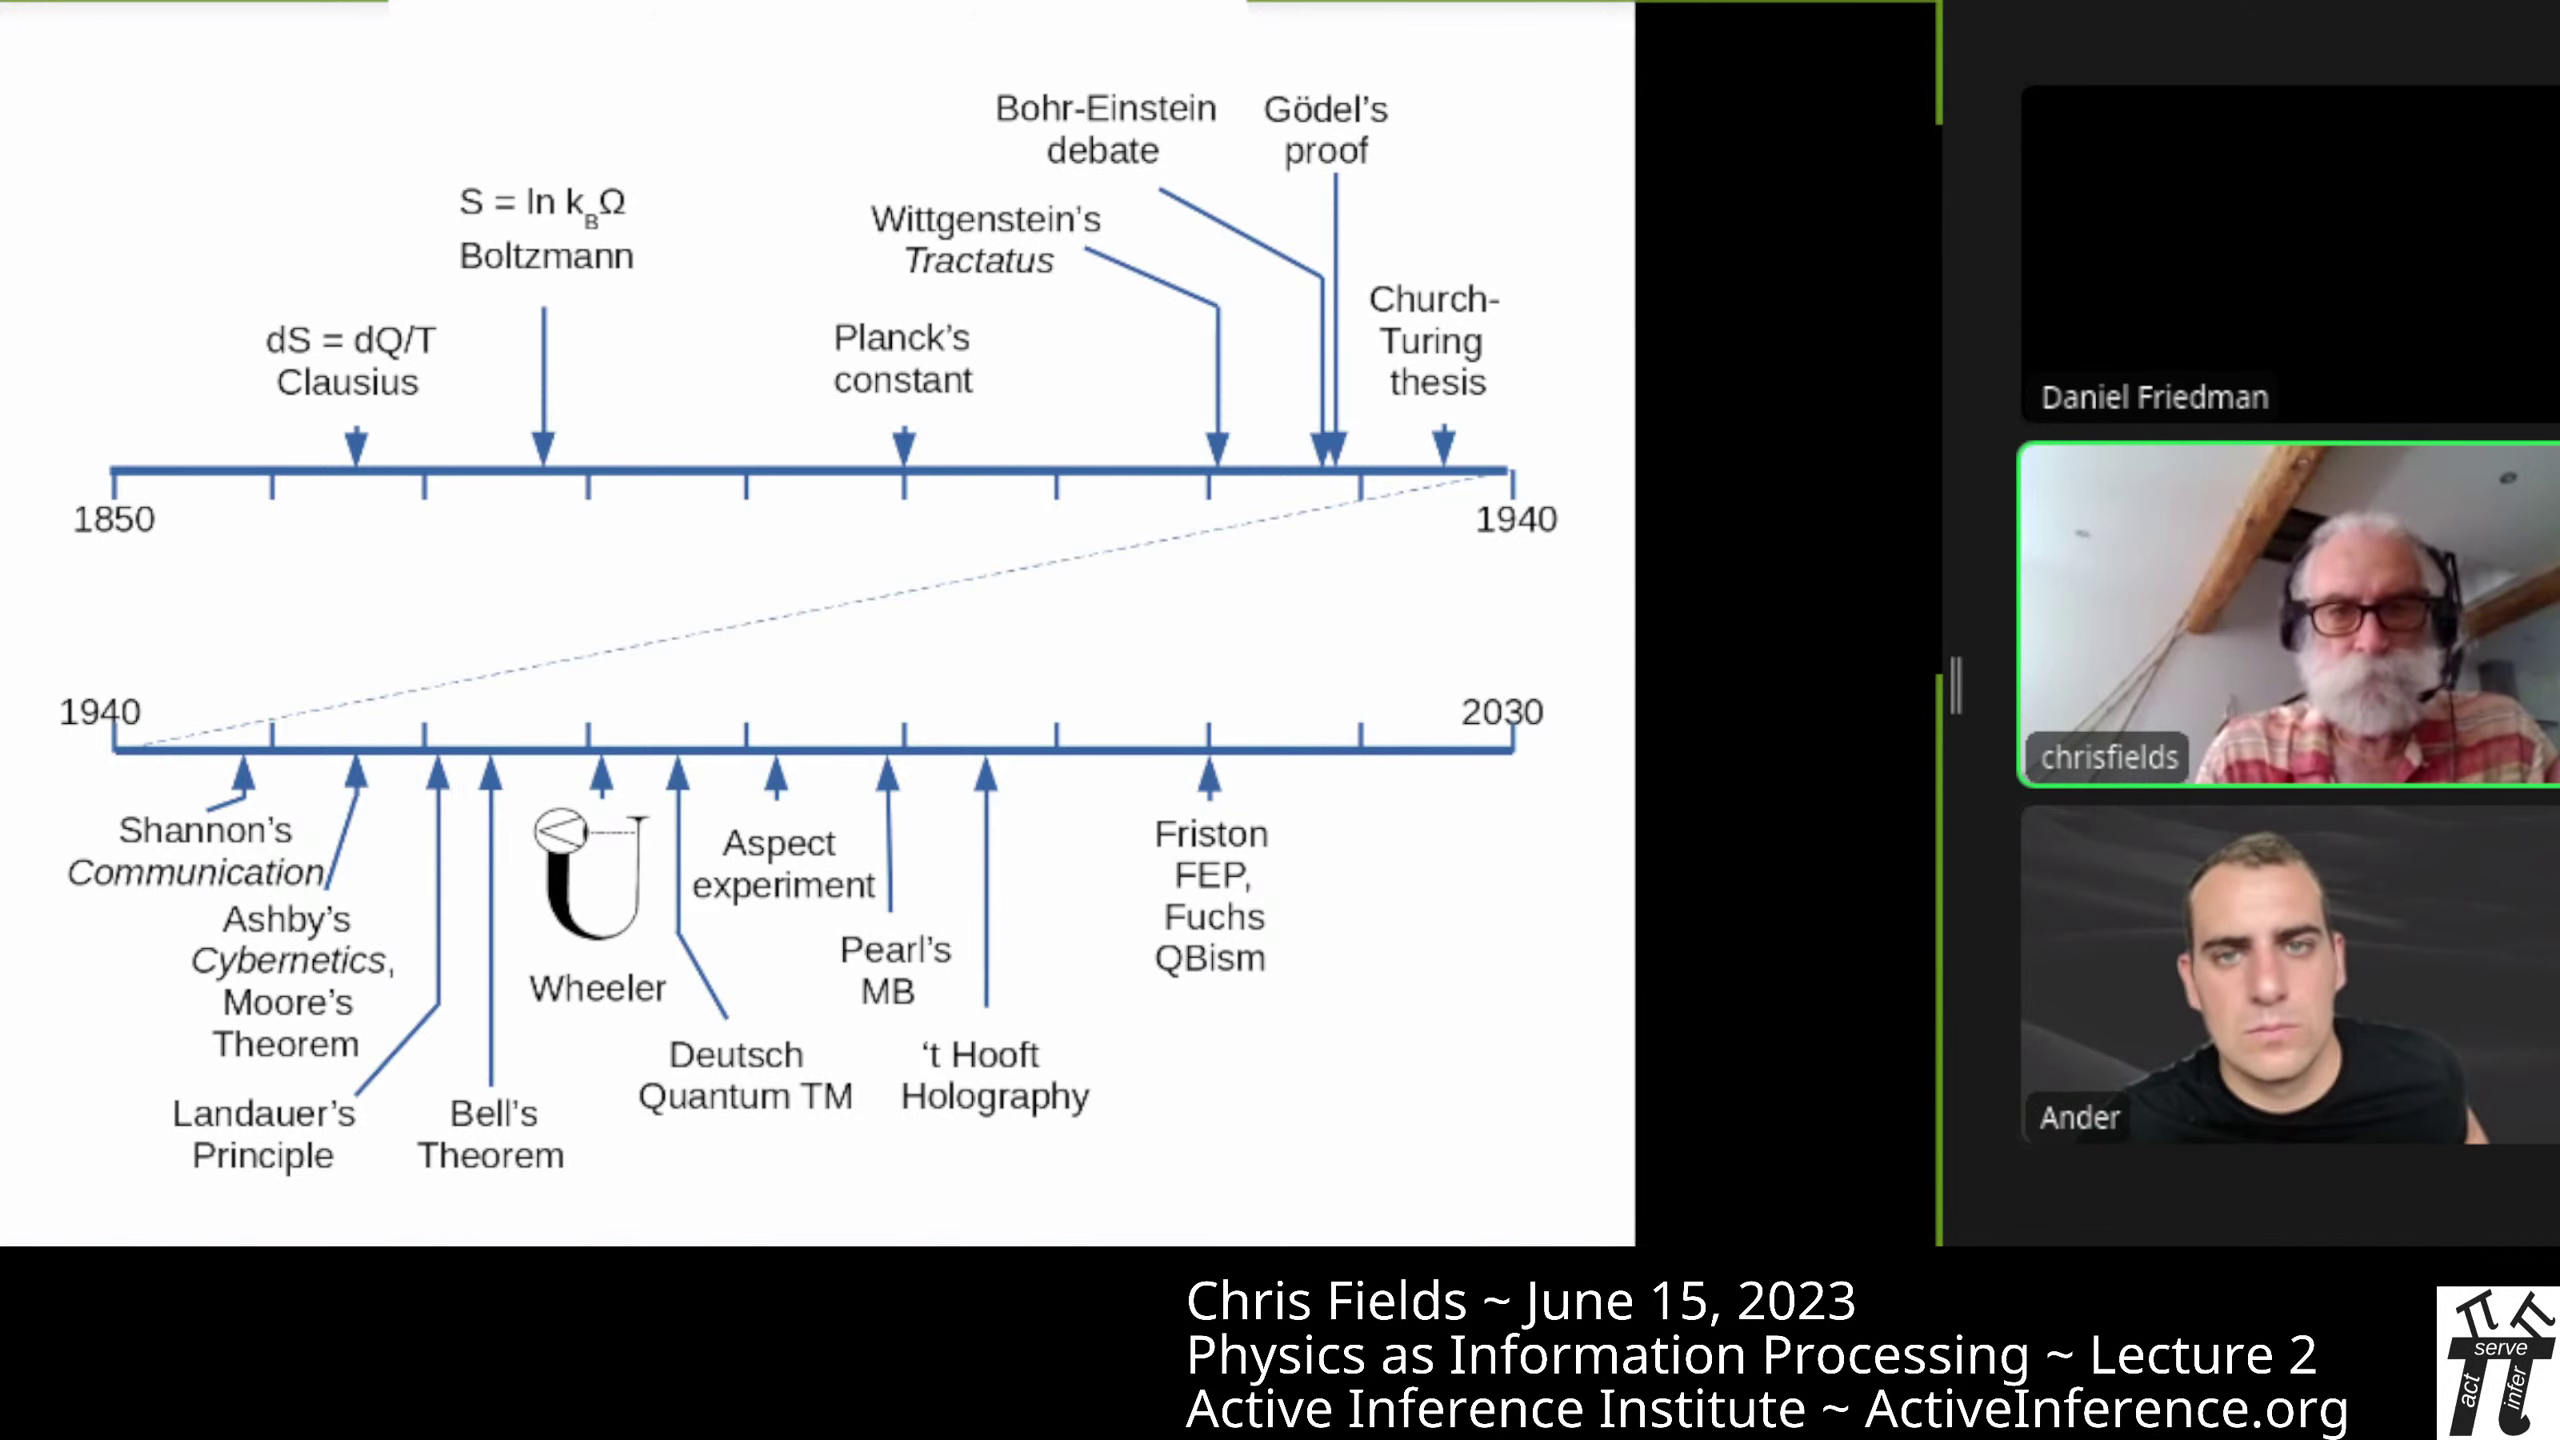 Bohr-Einstein
debate
Gödel’s
proof
S = ln kBΩ
Boltzmann
Wittgenstein’s
Tractatus
dS = dQ/T
Clausius
Planck’s
constant
Church-
Turing
thesis
1850
1940
1940
2030
Shannon’s
Communication
Ashby’s
Cybernetics,
Moore’s
Theorem
Landauer’s
Principle
Bell’s
Theorem
Wheeler
Deutsch
Quantum TM
Aspect
experiment
Pearl’s
MB
‘t Hooft
Holography
Friston
FEP,
Fuchs
QBism
Daniel Friedman
chrisfields
Ander
Chris Fields ~ June 15, 2023
Physics as Information Processing ~ Lecture 2
Active Inference Institute ~ ActiveInference.org
serve
act
infer